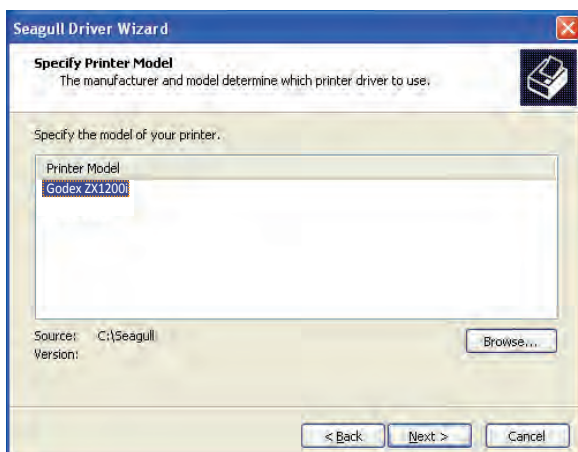 Seagull Driver Wizard
Specify Printer Model
The manufacturer and model determine which printer driver to use.
Specify the model of your printer.
Printer Model
Godex ZX1200i
Source: C:\Seagull
Version:
Browse...
< Back Next > Cancel